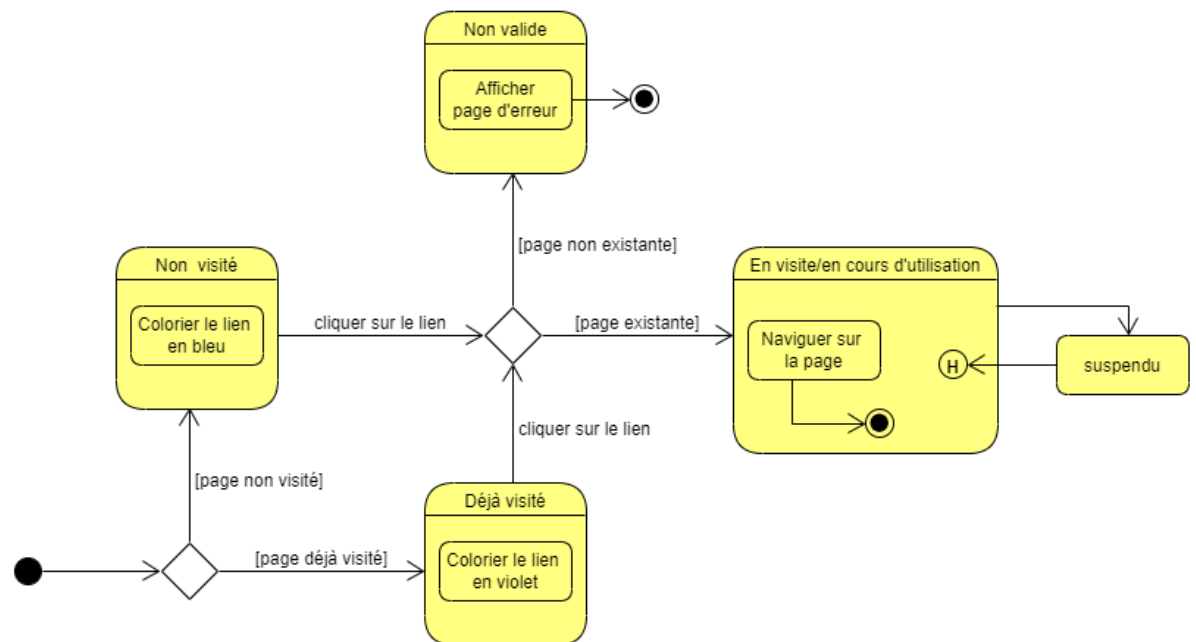 Non valide
Afficher
page d'erreur
[page non existante]
Non visité
Colorier le lien
en bleu
cliquer sur le lien
[page existante]
En visite/en cours d'utilisation
Naviguer sur
la page
H
suspendu
cliquer sur le lien
[page non visité]
Déjà visité
[page déjà visité]
Colorier le lien
en violet